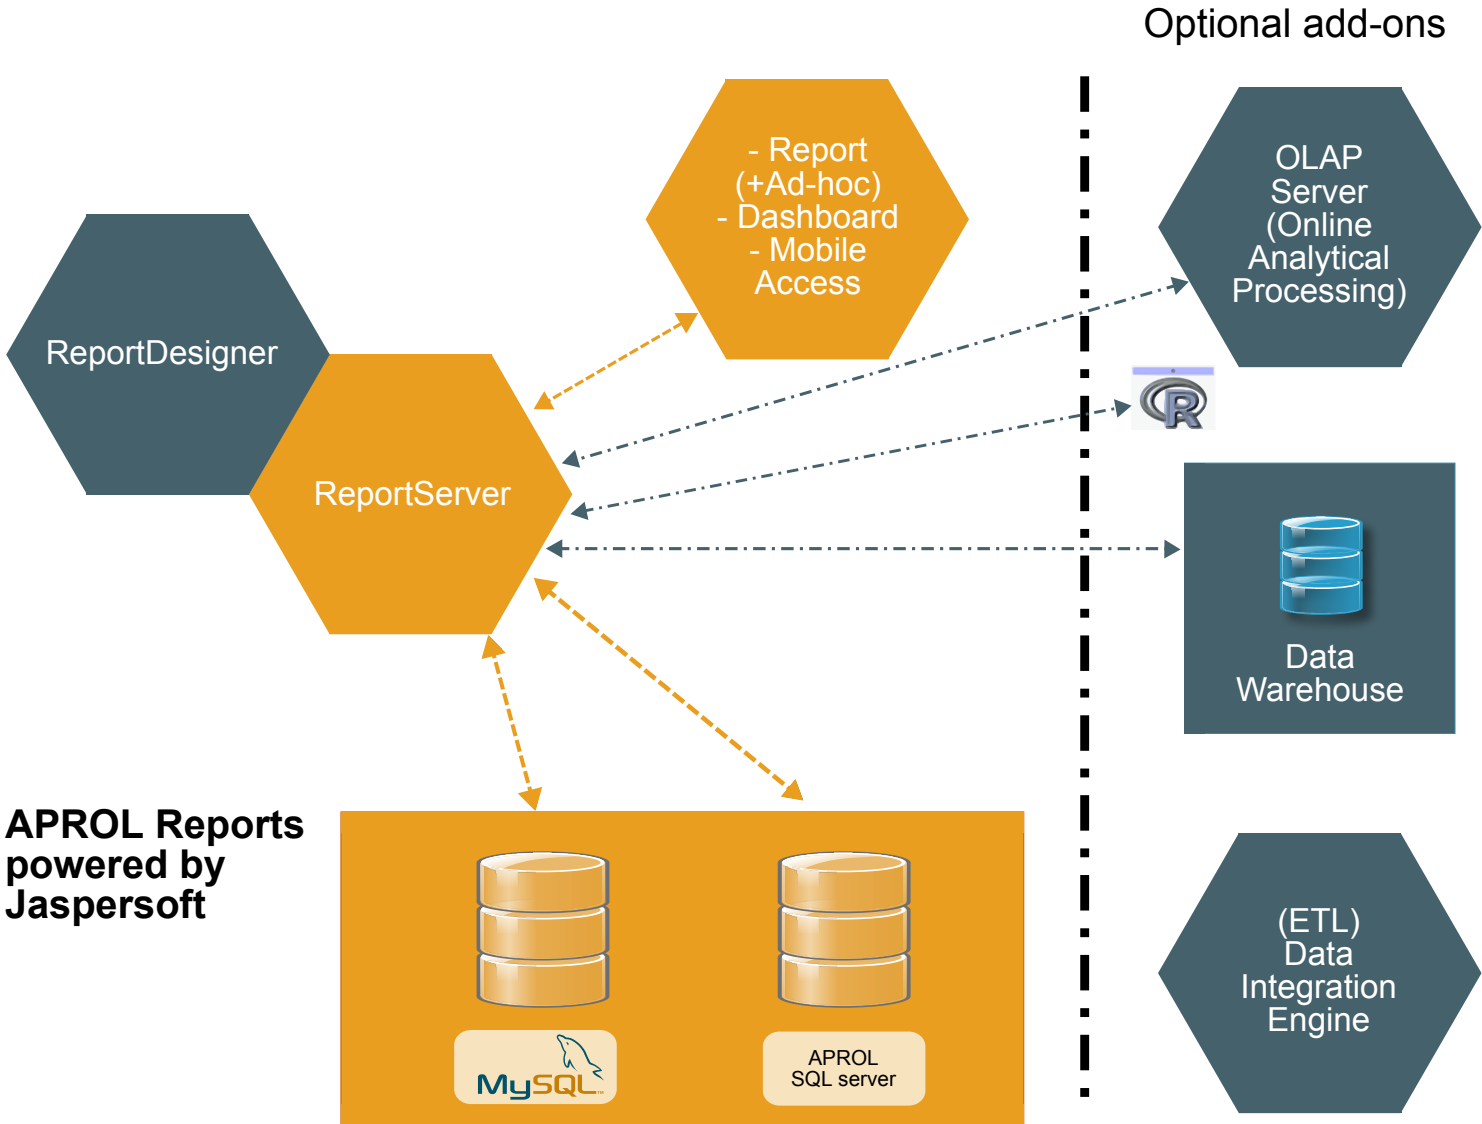 Optional add-ons
- Report
(+Ad-hoc)
- Dashboard
- Mobile
Access
OLAP
Server
(Online
Analytical
Processing)
ReportDesigner
R
ReportServer
Data
Warehouse
APROL Reports
powered by
Jaspersoft
(ETL)
Data
Integration
Engine
MySQL™
APROL
SQL server